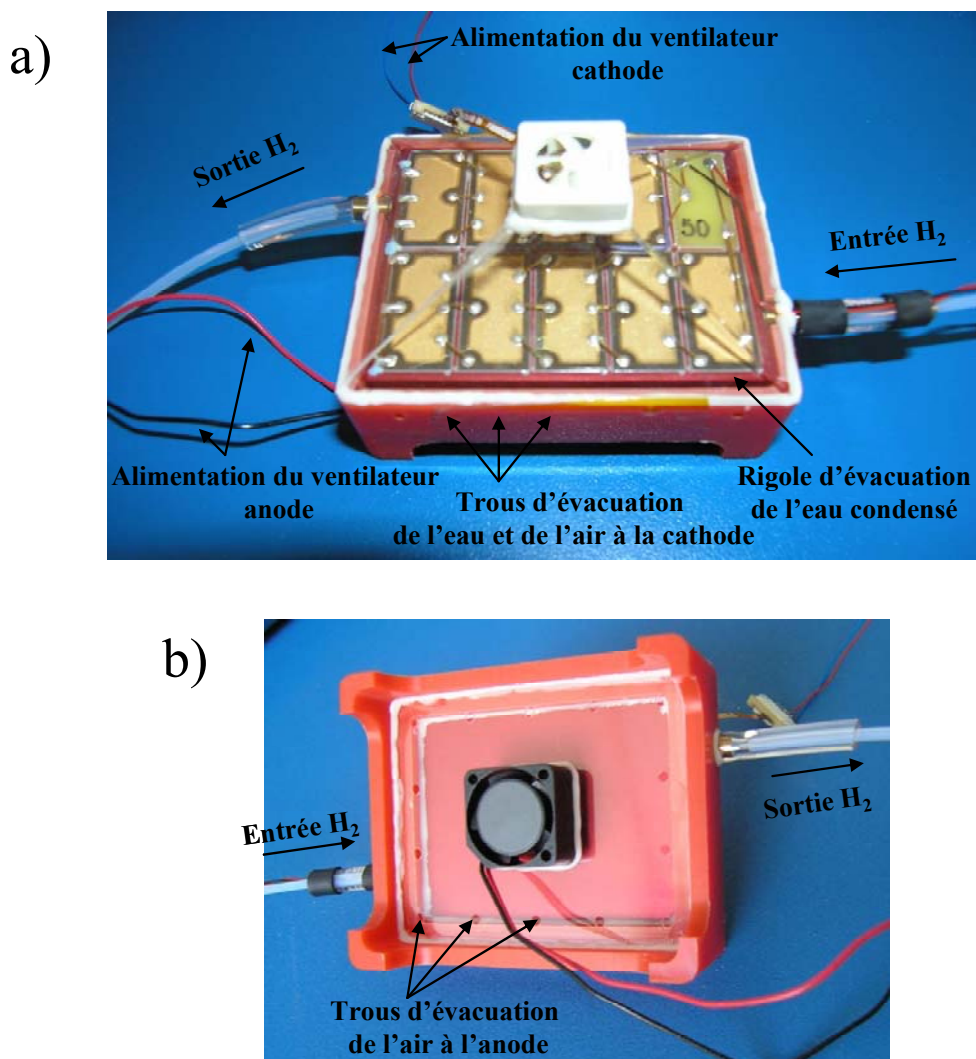 a)
Alimentation du ventilateur
cathode
Sortie H₂
Entrée H₂
50
Alimentation du ventilateur
anode
Trous d'évacuation
de l'eau et de l'air à la cathode
Rigole d'évacuation
de l'eau condensé
b)
Entrée H₂
Sortie H₂
Trous d'évacuation
de l'air à l'anode